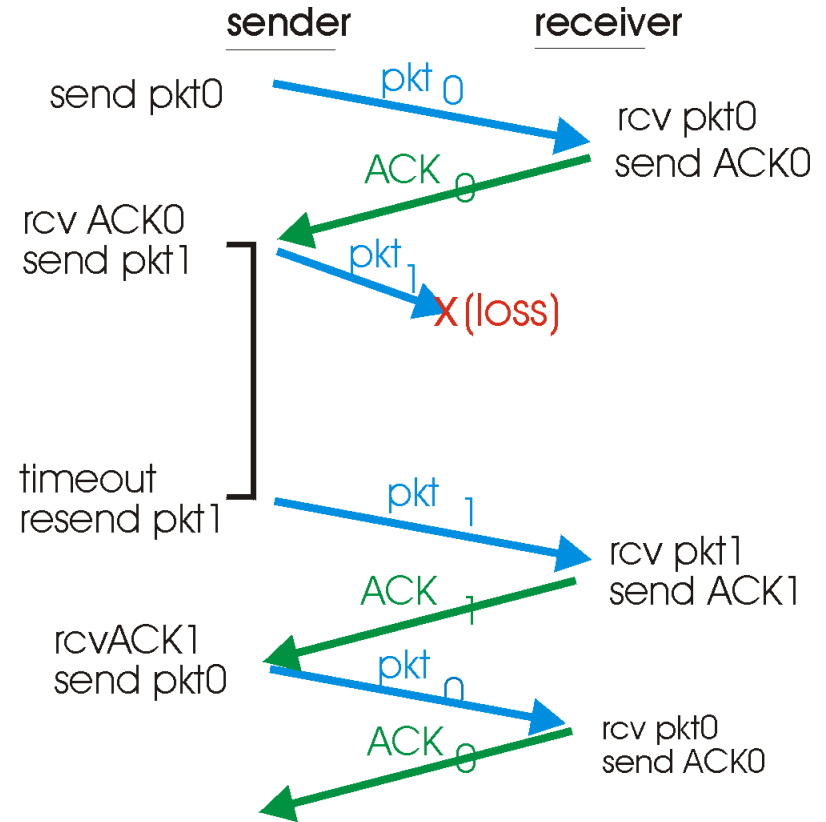 sender
receiver
send pkt0
pkt 0
rcv pkt0
send ACK0
ACK 0
rcv ACK0
send pkt1
pkt 1
X (loss)
timeout
resend pkt1
pkt 1
rcv pkt1
send ACK1
ACK 1
rcvACK1
send pkt0
pkt 0
rcv pkt0
send ACK0
ACK 0